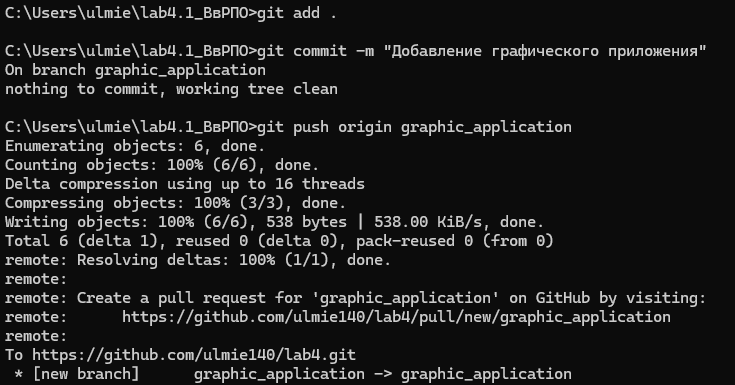 C:\Users\ulmie\lab4.1_ВвРПО>git add .
C:\Users\ulmie\lab4.1_ВвРПО>git commit -m "Добавление графического приложения"
On branch graphic_application
nothing to commit, working tree clean
C:\Users\ulmie\lab4.1_ВвРПО>git push origin graphic_application
Enumerating objects: 6, done.
Counting objects: 100% (6/6), done.
Delta compression using up to 16 threads
Compressing objects: 100% (3/3), done.
Writing objects: 100% (6/6), 538 bytes | 538.00 KiB/s, done.
Total 6 (delta 1), reused 0 (delta 0), pack-reused 0 (from 0)
remote: Resolving deltas: 100% (1/1), done.
remote:
remote: Create a pull request for 'graphic_application' on GitHub by visiting:
remote:      https://github.com/ulmie140/lab4/pull/new/graphic_application
remote:
To https://github.com/ulmie140/lab4.git
 * [new branch]      graphic_application -> graphic_application